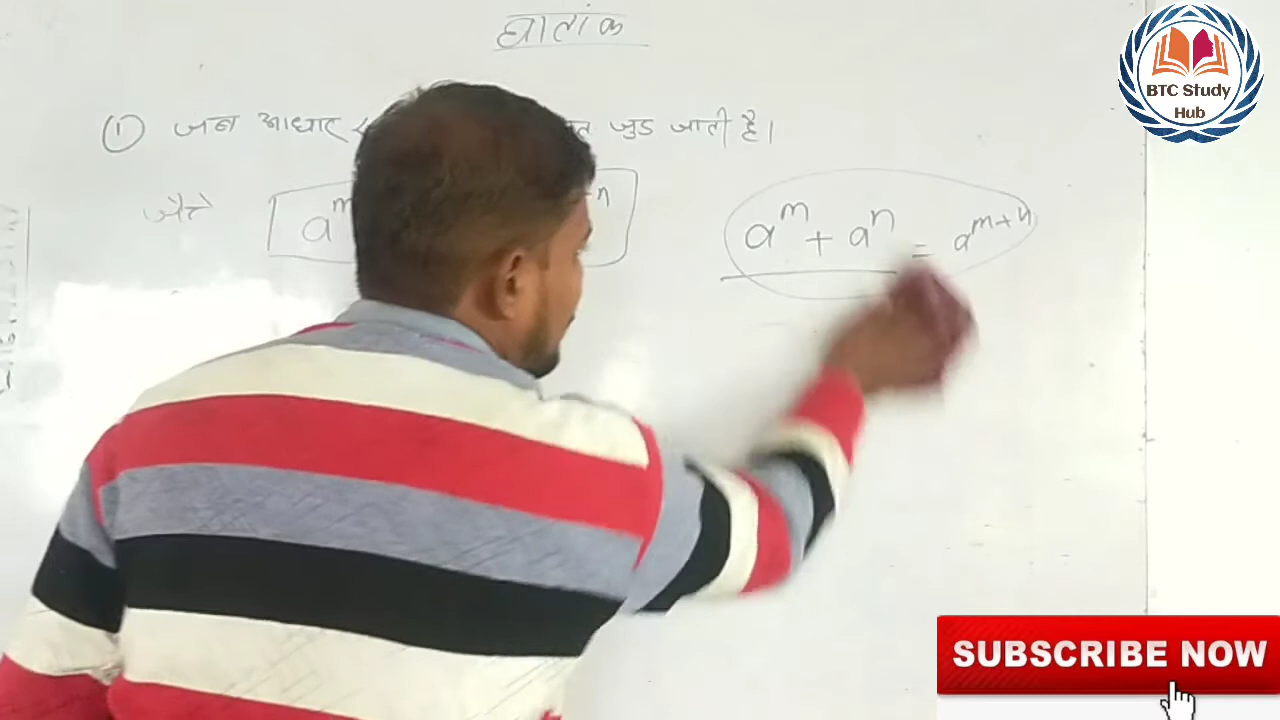 घातांक
BTC Study
Hub
① जब आधार जुड जाती है।
जैसे a^m n a^m + a^n = a^{m+n}
SUBSCRIBE NOW